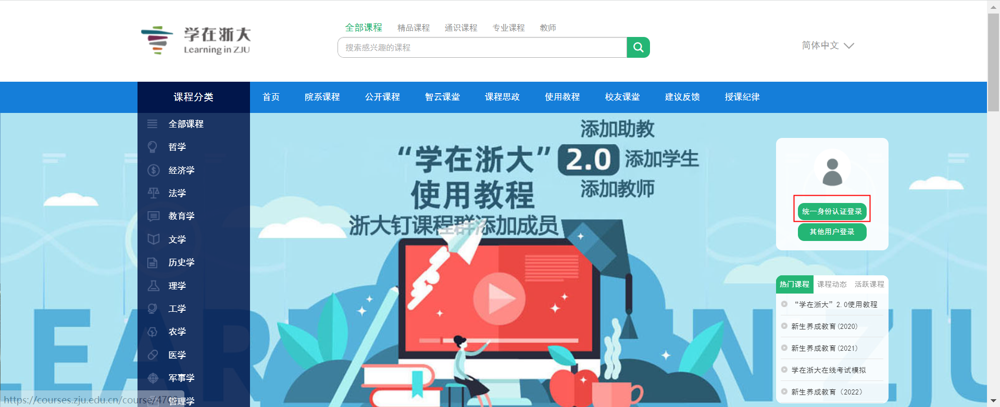 学在浙大
Learning in ZJU
全部课程 精品课程 通识课程 专业课程 教师
搜索感兴趣的课程
简体中文
课程分类 首页 院系课程 公开课程 智云课堂 课程思政 使用教程 校友课堂 建议反馈 授课纪律
全部课程
哲学
经济学
法学
教育学
文学
历史学
理学
工学
农学
医学
军事学
管理学
添加助教
“学在浙大” 2.0 添加学生
使用教程 添加教师
浙大钉课程群添加成员
LEARN IN ZJU
统一身份认证登录
其他用户登录
热门课程 课程动态 活跃课程
“学在浙大”2.0使用教程
新生养成教育(2020)
新生养成教育(2021)
学在浙大在线考试模拟
新生养成教育（2022）